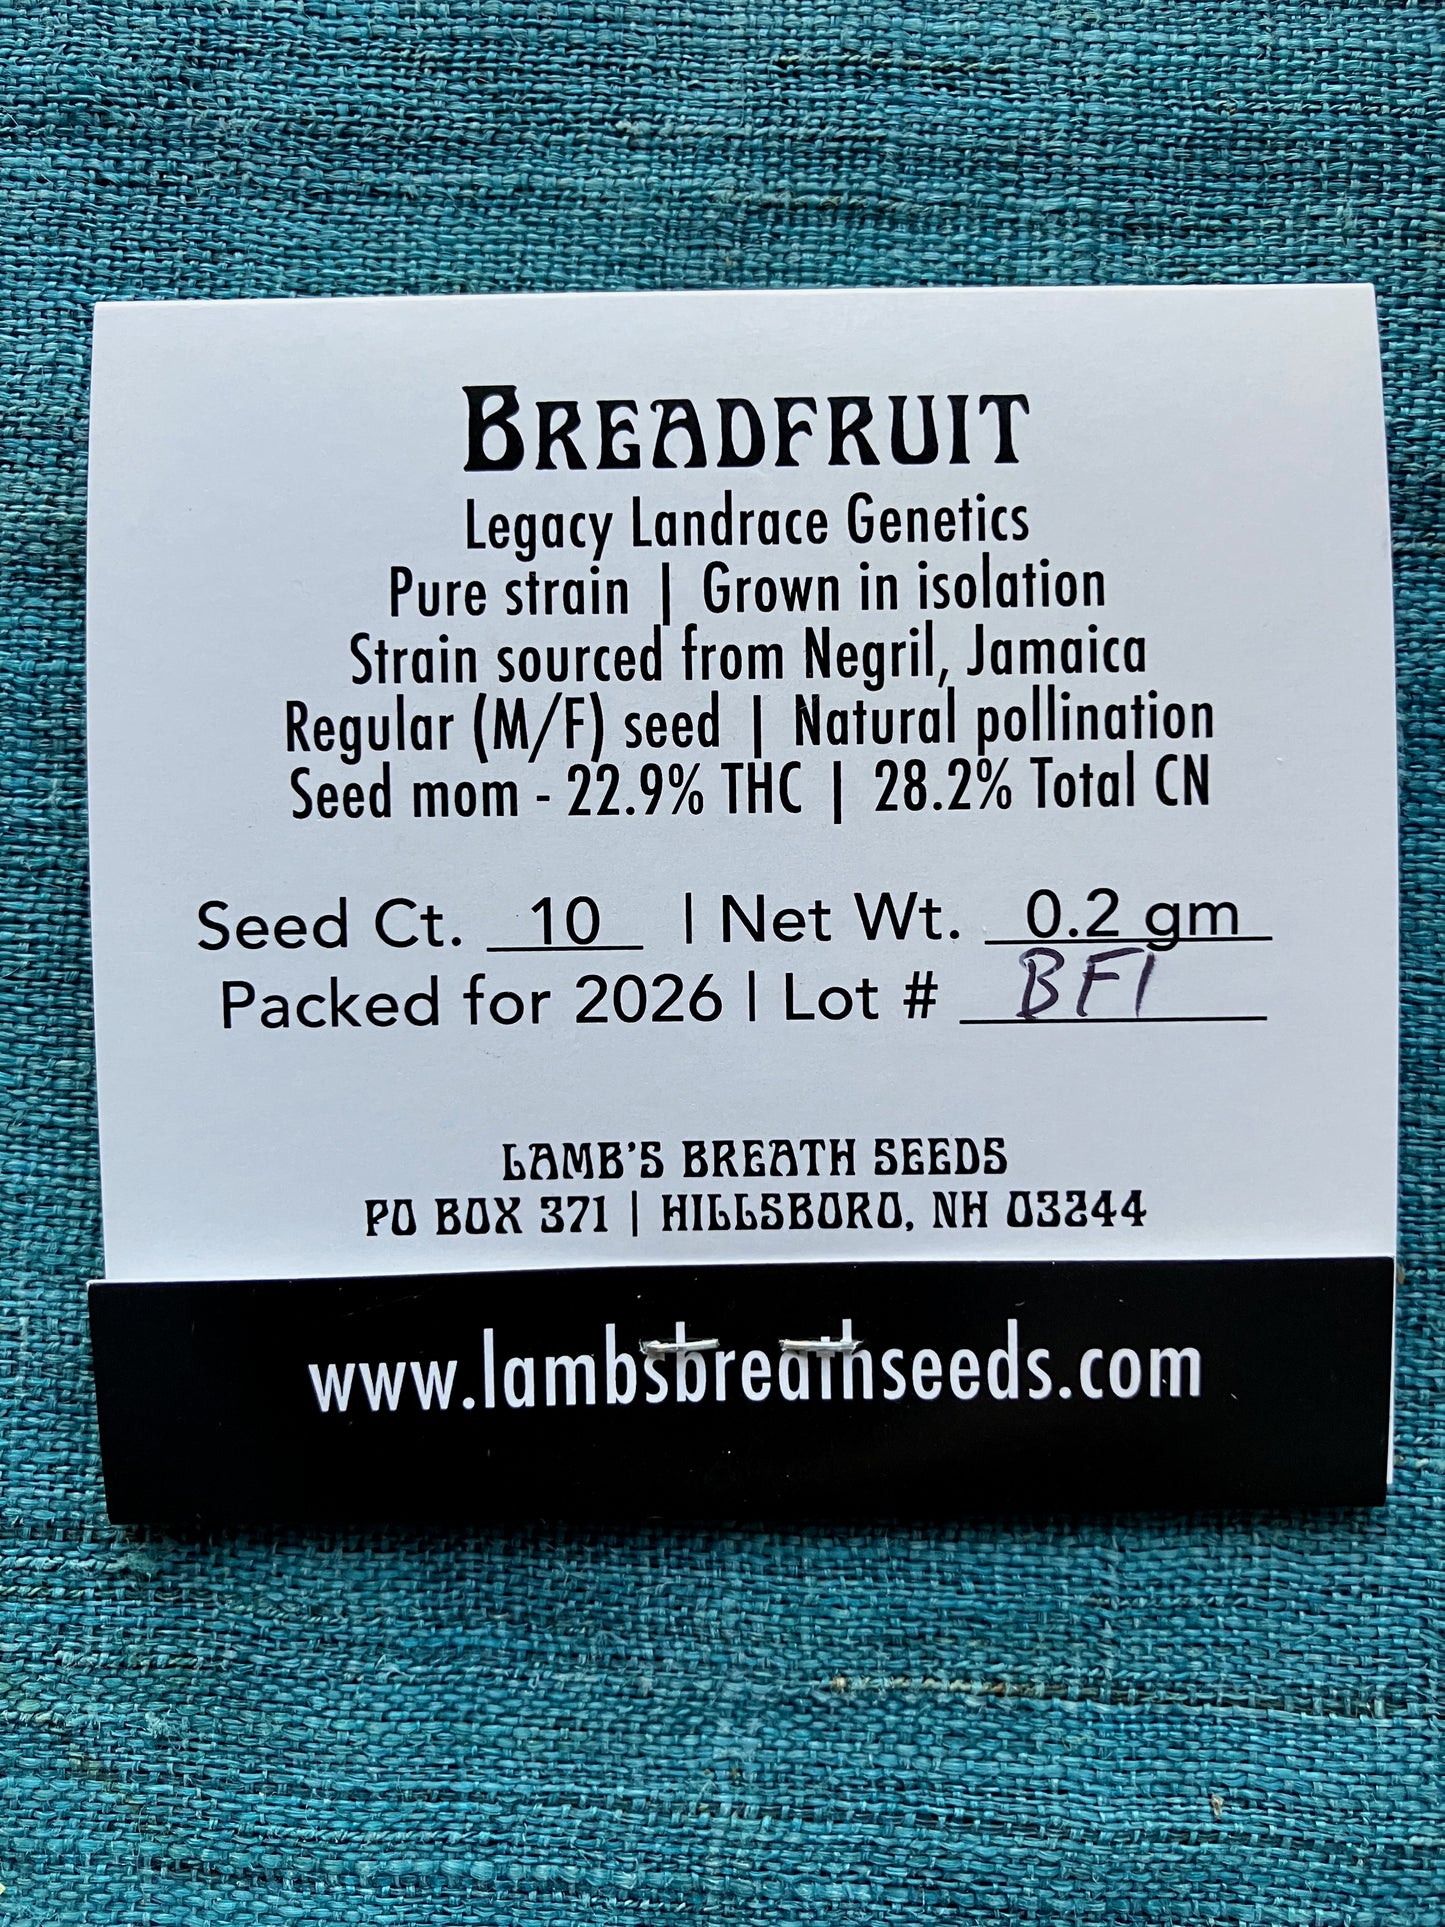 BREADFRUIT
Legacy Landrace Genetics
Pure strain | Grown in isolation
Strain sourced from Negril, Jamaica
Regular (M/F) seed | Natural pollination
Seed mom - 22.9% THC | 28.2% Total CN
Seed Ct. 10 | Net Wt. 0.2 gm
Packed for 2026 | Lot # BF1
LAMB'S BREATH SEEDS
PO BOX 371 | HILLSBORO, NH 03244
www.lambsbreathseeds.com